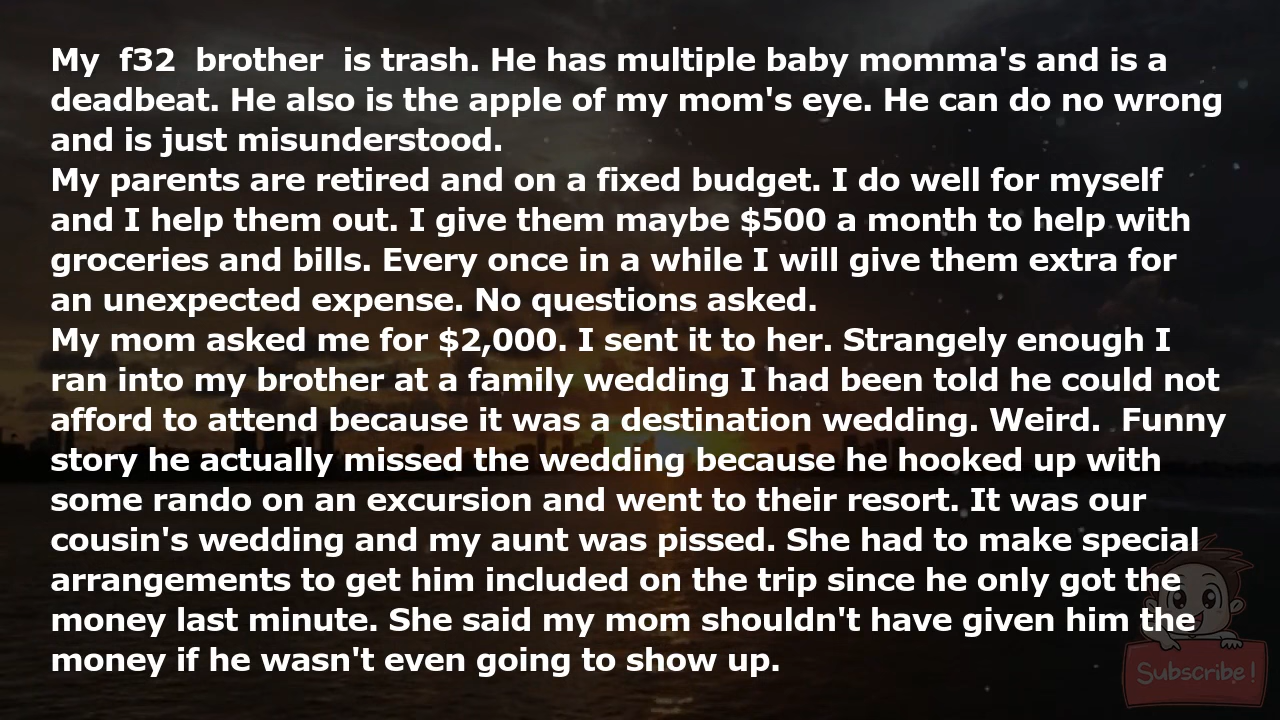 My f32 brother is trash. He has multiple baby momma's and is a
deadbeat. He also is the apple of my mom's eye. He can do no wrong
and is just misunderstood.
My parents are retired and on a fixed budget. I do well for myself
and I help them out. I give them maybe $500 a month to help with
groceries and bills. Every once in a while I will give them extra for
an unexpected expense. No questions asked.
My mom asked me for $2,000. I sent it to her. Strangely enough I
ran into my brother at a family wedding I had been told he could not
afford to attend because it was a destination wedding. Weird. Funny
story he actually missed the wedding because he hooked up with
some rando on an excursion and went to their resort. It was our
cousin's wedding and my aunt was pissed. She had to make special
arrangements to get him included on the trip since he only got the
money last minute. She said my mom shouldn't have given him the
money if he wasn't even going to show up.
Subscribe!